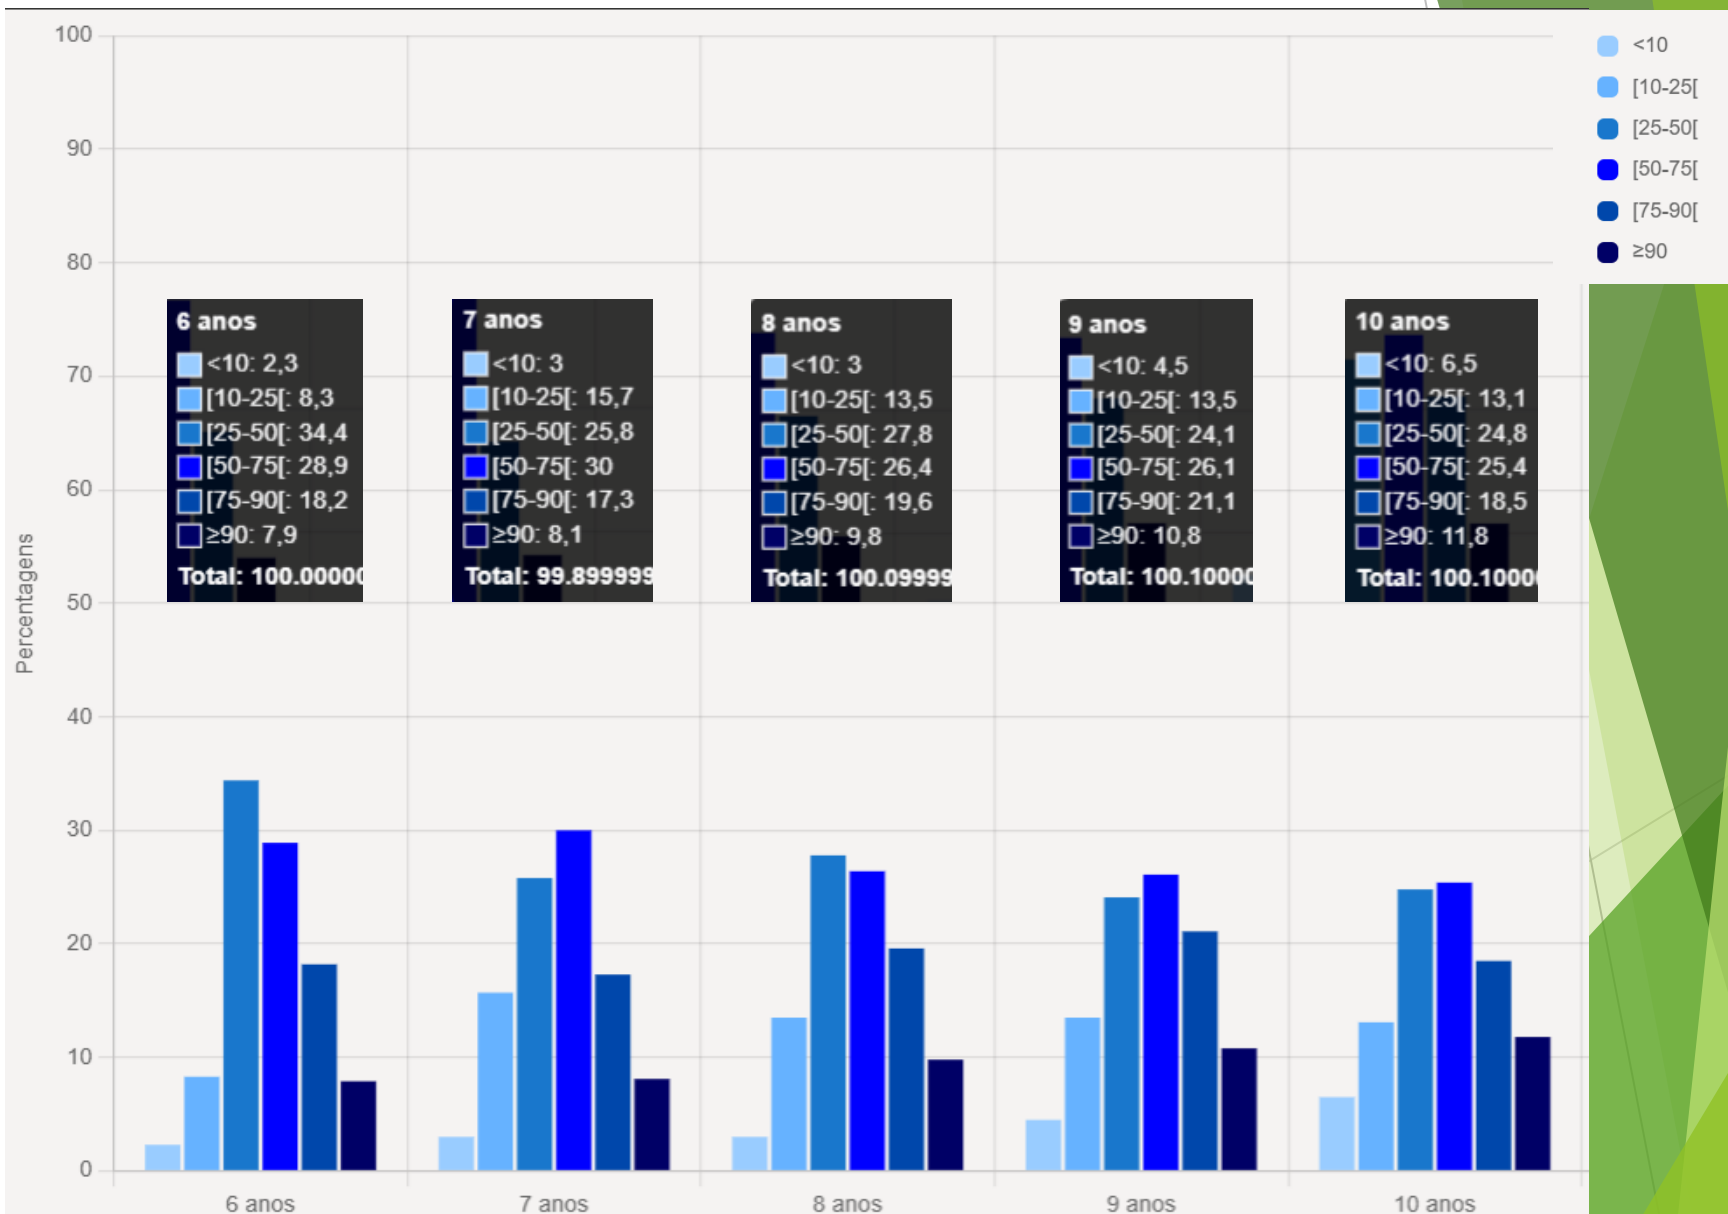 100
90
80
70
60
50
40
30
20
10
0
Percentagens
<10
[10-25[
[25-50[
[50-75[
[75-90[
≥90
6 anos
<10: 2,3
[10-25[: 8,3
[25-50[: 34,4
[50-75[: 28,9
[75-90[: 18,2
≥90: 7,9
Total: 100.00000
7 anos
<10: 3
[10-25[: 15,7
[25-50[: 25,8
[50-75[: 30
[75-90[: 17,3
≥90: 8,1
Total: 99.899999
8 anos
<10: 3
[10-25[: 13,5
[25-50[: 27,8
[50-75[: 26,4
[75-90[: 19,6
≥90: 9,8
Total: 100.09999
9 anos
<10: 4,5
[10-25[: 13,5
[25-50[: 24,1
[50-75[: 26,1
[75-90[: 21,1
≥90: 10,8
Total: 100.10000
10 anos
<10: 6,5
[10-25[: 13,1
[25-50[: 24,8
[50-75[: 25,4
[75-90[: 18,5
≥90: 11,8
Total: 100.1000
6 anos
7 anos
8 anos
9 anos
10 anos